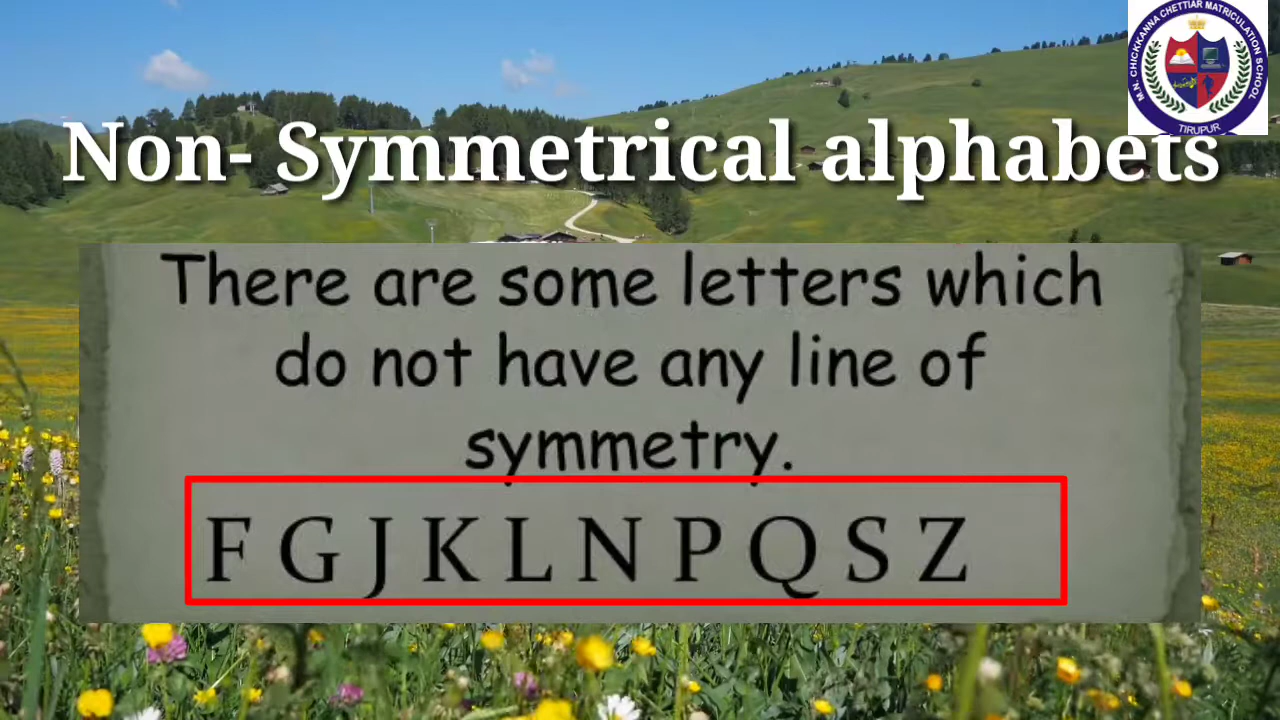 M.N. CHICKKANNA CHETTIAR MATRICULATION SCHOOL
TIRUPUR
Non- Symmetrical alphabets
There are some letters which
do not have any line of
symmetry.
F G J K L N P Q S Z